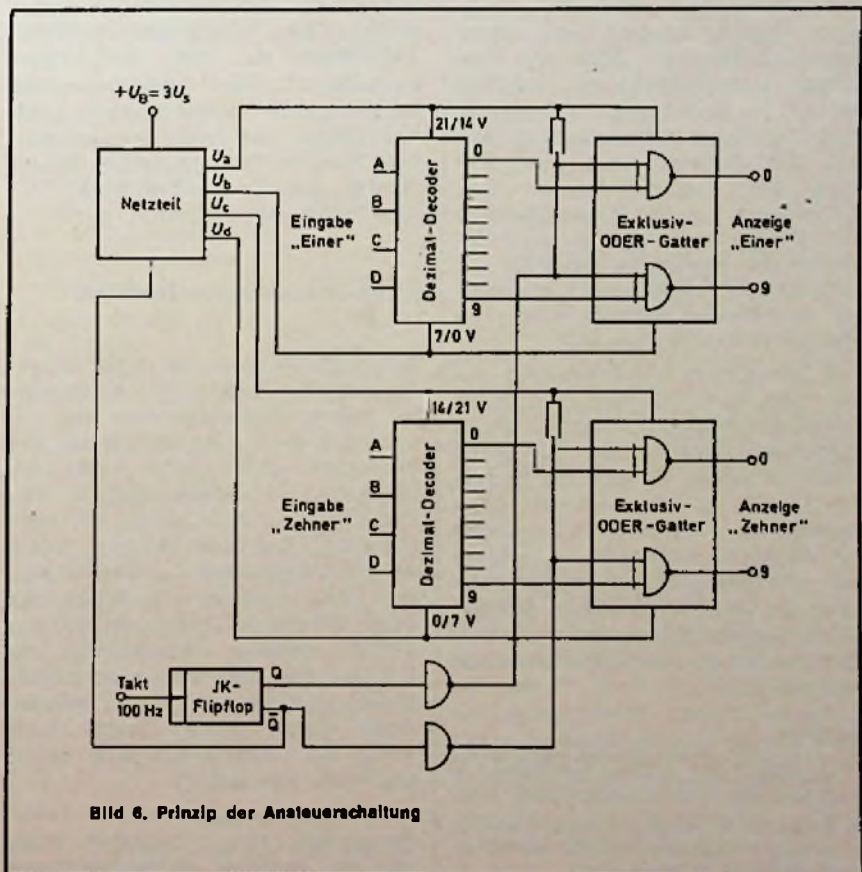 +U_B = 3U_s
Netzteil
U_a
U_b
U_c
U_d
21/14 V
A
B
C
D
Eingabe
„Einer"
Dezimal-Decoder
0
9
7/0 V
Exklusiv-
ODER-Gatter
Anzeige
„Einer"
0
9
14/21 V
A
B
C
D
Eingabe
„Zehner"
Dezimal-Decoder
0
9
0/7 V
Exklusiv-
ODER-Gatter
Anzeige
„Zehner"
0
9
Takt
100 Hz
JK-
Flipflop
Q
Q̅
Bild 6. Prinzip der Ansteuerschaltung